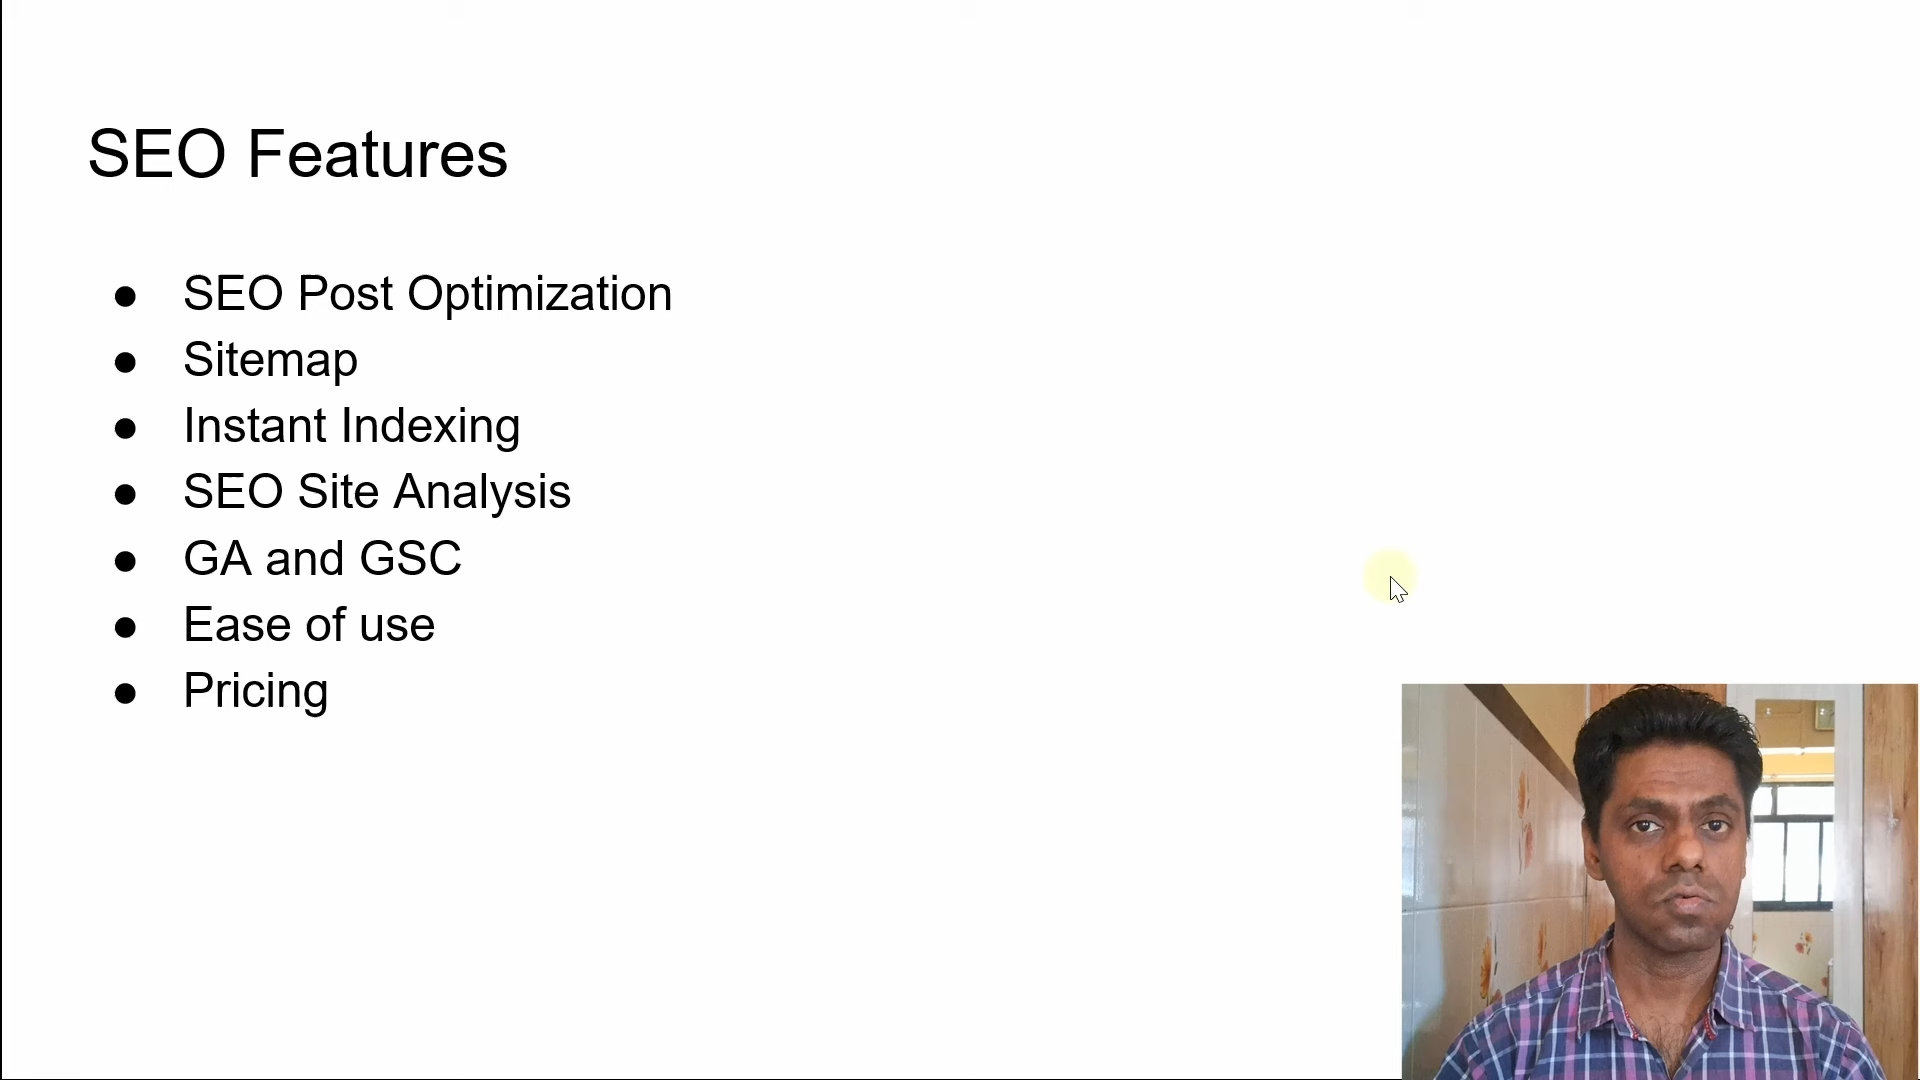 SEO Features
● SEO Post Optimization
● Sitemap
● Instant Indexing
● SEO Site Analysis
● GA and GSC
● Ease of use
● Pricing